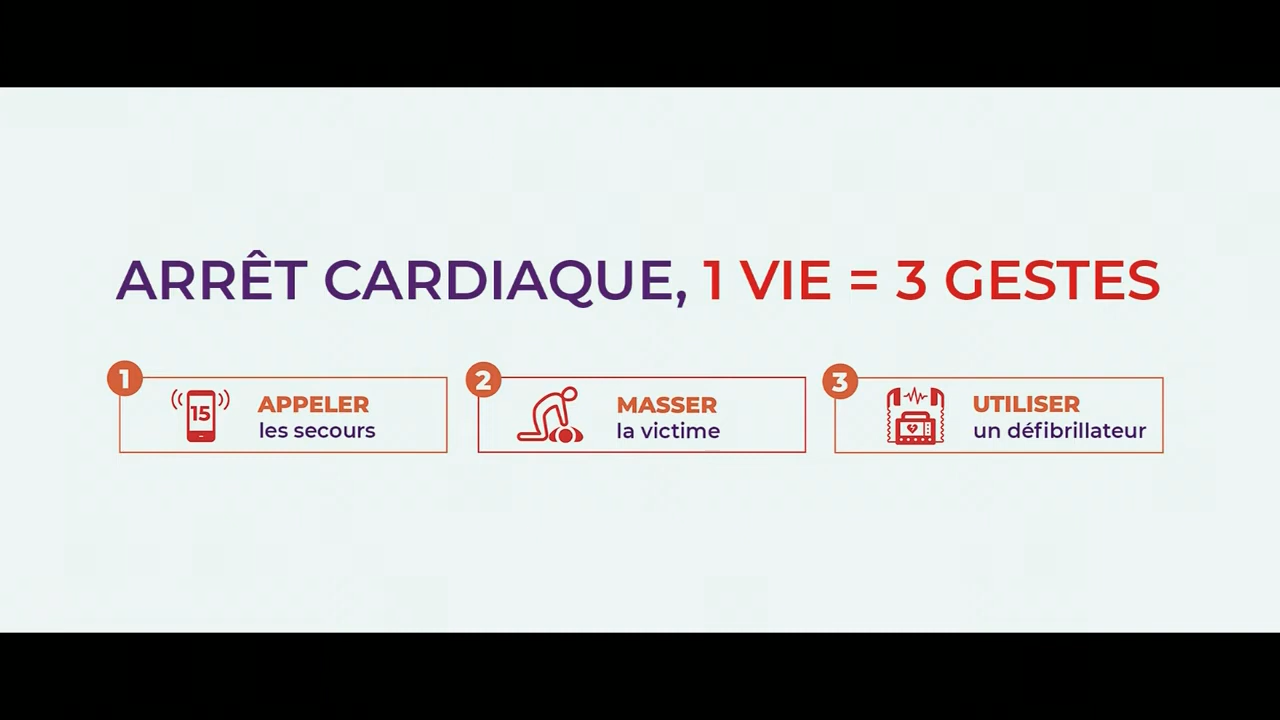 ARRÊT CARDIAQUE, 1 VIE = 3 GESTES
1
15
APPELER
les secours
2
MASSER
la victime
3
UTILISER
un défibrillateur